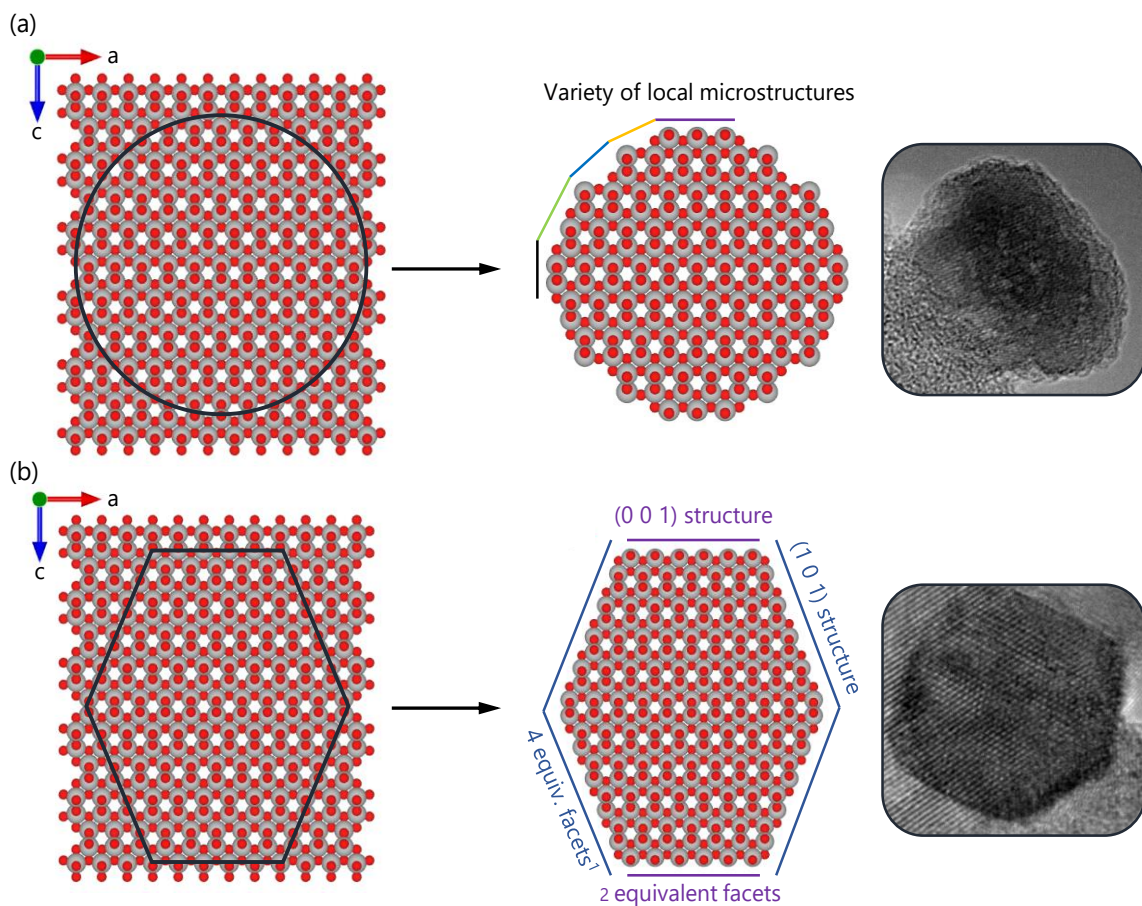 (a)
a
c
Variety of local microstructures
(b)
a
c
(0 0 1) structure
(1 0 1) structure
4 equiv. facets¹
2 equivalent facets